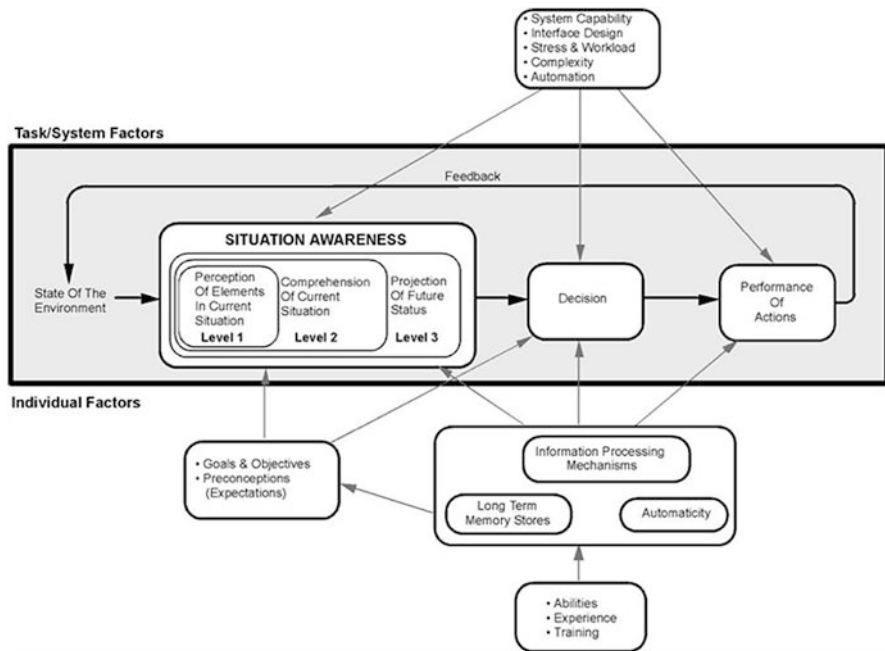 • System Capability
• Interface Design
• Stress & Workload
• Complexity
• Automation
Task/System Factors
Feedback
SITUATION AWARENESS
State Of The
Environment
Perception
Of Elements
In Current
Situation
Level 1
Comprehension
Of Current
Situation
Level 2
Projection
Of Future
Status
Level 3
Decision
Performance
Of
Actions
Individual Factors
• Goals & Objectives
• Preconceptions
(Expectations)
Information Processing
Mechanisms
Long Term
Memory Stores
Automaticity
• Abilities
• Experience
• Training